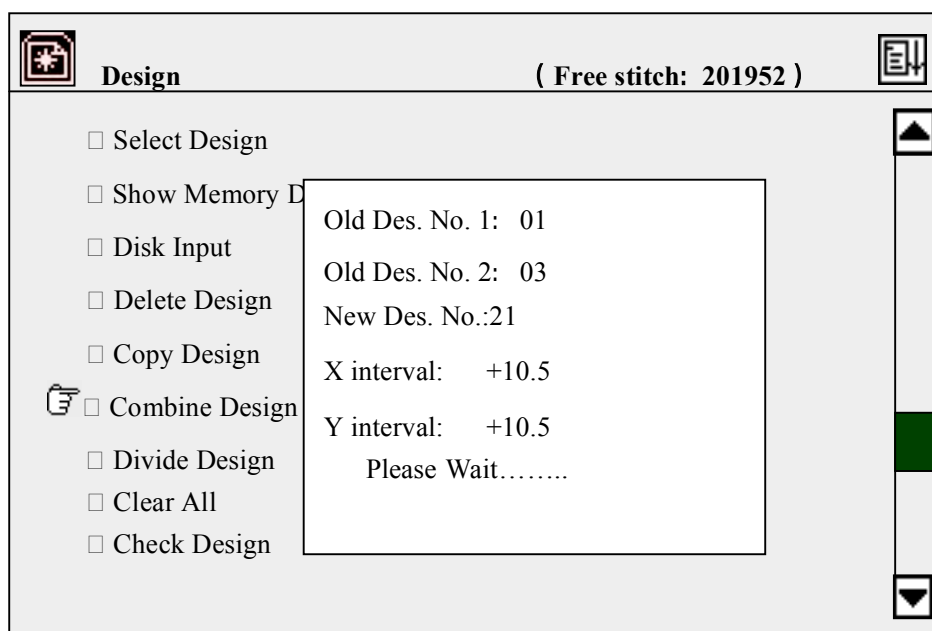 Design (Free stitch: 201952)
□ Select Design
□ Show Memory D
□ Disk Input
□ Delete Design
□ Copy Design
□ Combine Design
□ Divide Design
□ Clear All
□ Check Design
Old Des. No. 1: 01
Old Des. No. 2: 03
New Des. No.:21
X interval: +10.5
Y interval: +10.5
Please Wait……..